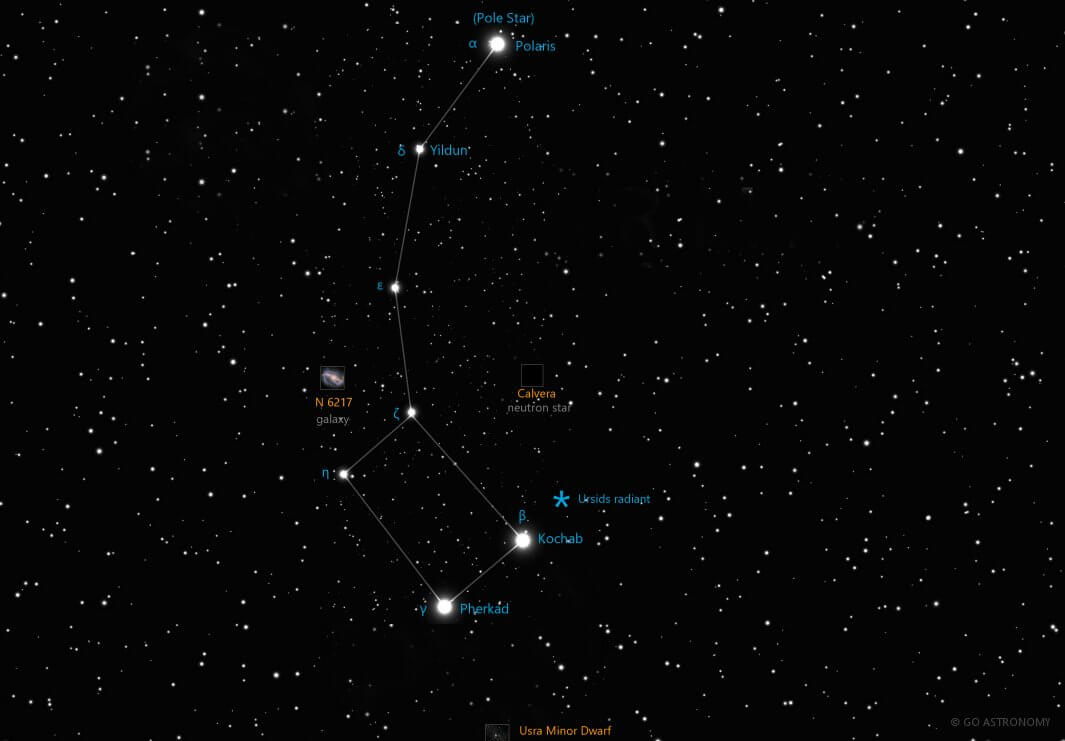 (Pole Star)
α Polaris
δ Yildun
ε
N 6217
galaxy
Calvera
neutron star
ζ
η
Ursids radiant
β
Kochab
γ Pherkad
© GO ASTRONOMY
Usra Minor Dwarf